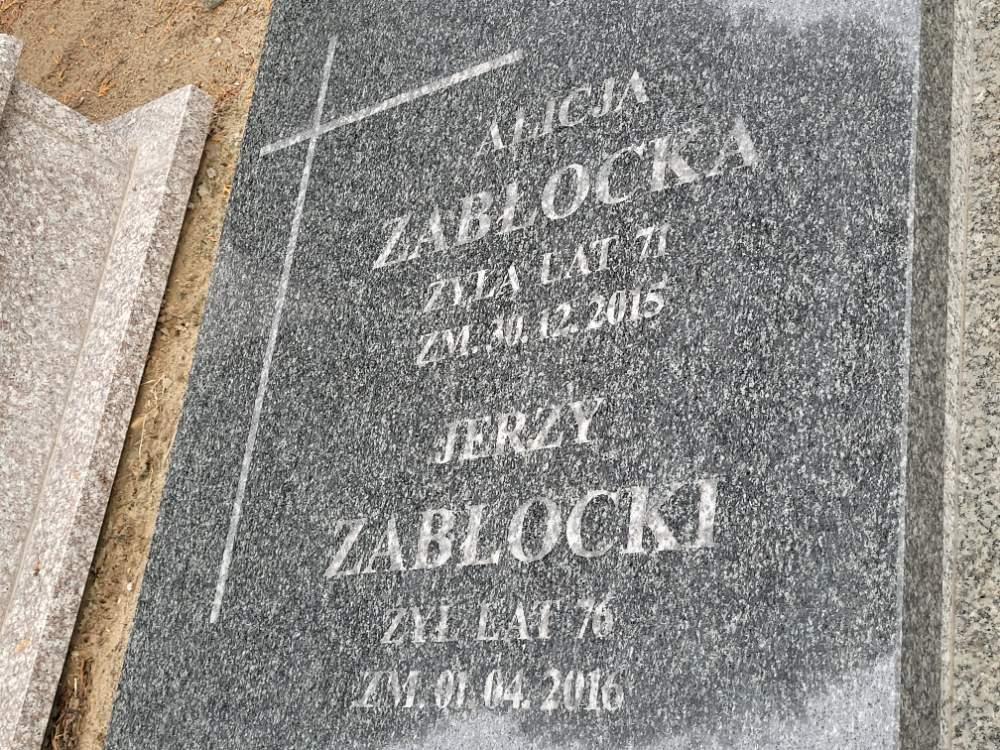 ALICJA
ZABŁOCKA
ŻYŁA LAT 71
ZM. 30. 12. 2015
JERZY
ZABŁOCKI
ŻYŁ LAT 76
ZM. 01. 04. 2016